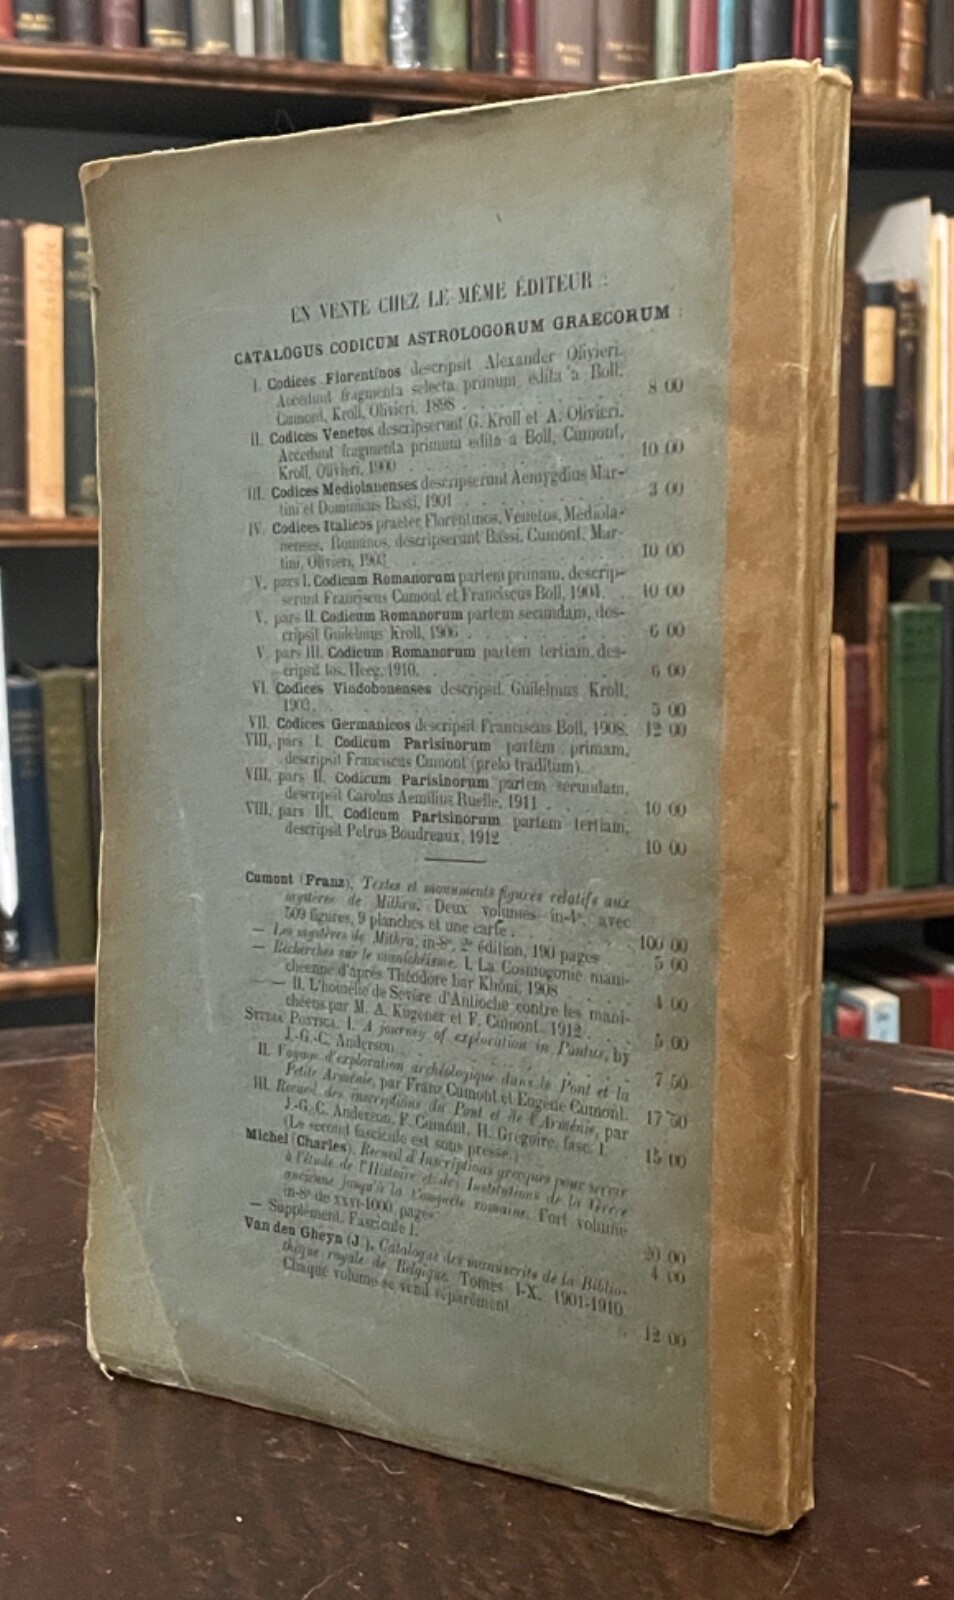 EN VENTE CHEZ LE MÊME ÉDITEUR :
CATALOGUS CODICUM ASTROLOGORUM GRAECORUM :
I. Codices Florentinos descripsit Alexander Olivieri.
Accedunt fragmenta selecta primum edita a Boll,
Cumont, Kroll, Olivieri, 1898 . . . 8 00
II. Codices Venetos descripserunt G. Kroll et A. Olivieri.
Accedunt fragmenta primum edita a Boll, Cumont,
Kroll, Olivieri, 1900 . . . 10 00
III. Codices Mediolanenses descripserunt Aemygdius Mar-
tini et Dominicus Bassi, 1901 . . . 3 00
IV. Codices Italicos praeter Florentinos, Venetos, Mediola-
nenses, Romanos, descripserunt Bassi, Cumont, Mar-
tini, Olivieri, 1903 . . . 10 00
V, pars I. Codicum Romanorum partem primam, descrip-
serunt Franciscus Cumont et Franciscus Boll, 1904. . 10 00
V, pars II. Codicum Romanorum partem secundam, des-
cripsit Guilelmus Kroll, 1906 . . . 6 00
V, pars III. Codicum Romanorum partem tertiam, des-
cripsit Ios. Heeg, 1910. . . . 6 00
VI. Codices Vindobonenses descripsit Guilelmus Kroll,
1903. . . . 5 00
VII. Codices Germanicos descripsit Franciscus Boll, 1908. 12 00
VIII, pars I. Codicum Parisinorum partem primam,
descripsit Franciscus Cumont (prelo traditum).
VIII, pars II. Codicum Parisinorum partem secundam,
descripsit Carolus Aemilius Ruelle, 1911 . . . 10 00
VIII, pars III. Codicum Parisinorum partem tertiam,
descripsit Petrus Boudreaux, 1912 10 00
Cumont (Franz), Textes et monuments figurés relatifs aux
mystères de Mithra. Deux volumes in-4°, avec
509 figures, 9 planches et une carte . . . 100 00
— Les mystères de Mithra, in-8°, 2e édition, 190 pages 5 00
— Recherches sur le manichéisme. I. La Cosmogonie mani-
chéenne d'après Théodore bar Khôni, 1908 4 00
— — II. L'homélie de Sévère d'Antioche contre les mani-
chéens par M. A. Kugener et F. Cumont, 1912 . . 5 00
STUDIA PONTICA. I. A journey of exploration in Pontus, by
J.-G.-C. Anderson . . . 7 50
II. Voyage d'exploration archéologique dans le Pont et la
Petite Arménie, par Franz Cumont et Eugène Cumont. 17 50
III. Recueil des inscriptions du Pont et de l'Arménie, par
J.-G. C. Anderson, F. Cumont, H. Grégoire, fasc. I. 15 00
(Le second fascicule est sous presse.)
Michel (Charles). Recueil d'Inscriptions grecques pour servir
à l'étude de l'Histoire et des Institutions de la Grèce
ancienne jusqu'à la Conquête romaine. Fort volume
in-8° de XXVI-1000 pages 20 00
— Supplément. Fascicule I. 4 00
Van den Gheyn (J.), Catalogue des manuscrits de la Biblio-
thèque royale de Belgique. Tomes I-X. 1901-1910.
Chaque volume se vend séparément . . 12 00